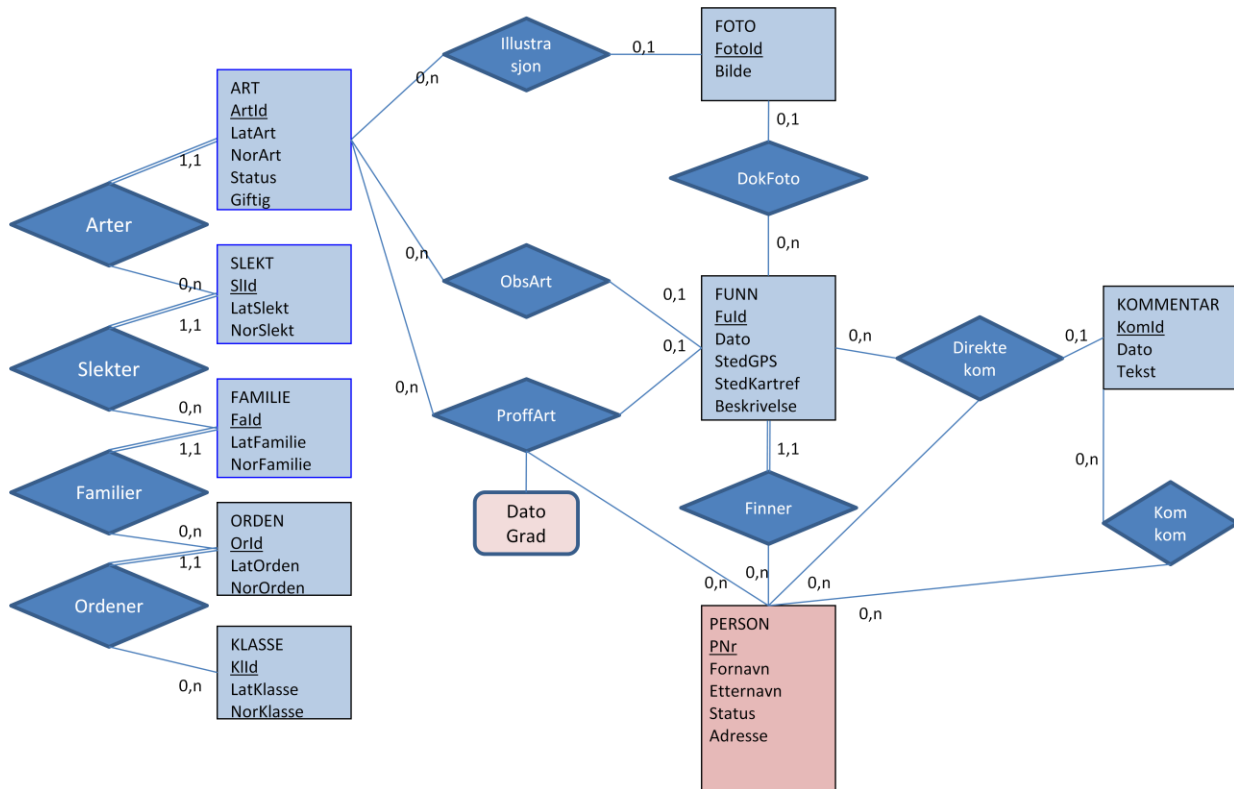 Illustra
sjon
0,n
0,1
FOTO
FotoId
Bilde
0,1
DokFoto
0,n
ART
ArtId
LatArt
NorArt
Status
Giftig
1,1
Arter
0,n
SLEKT
SlId
LatSlekt
NorSlekt
1,1
Slekter
0,n
FAMILIE
FaId
LatFamilie
NorFamilie
1,1
Familier
0,n
ORDEN
OrId
LatOrden
NorOrden
1,1
Ordener
0,n
KLASSE
KlId
LatKlasse
NorKlasse
0,n
ObsArt
0,1
0,n
ProffArt
0,1
Dato
Grad
0,n
FUNN
FuId
Dato
StedGPS
StedKartref
Beskrivelse
1,1
Finner
0,n
0,n
Direkte
kom
0,1
0,n
KOMMENTAR
KomId
Dato
Tekst
0,n
Kom
kom
0,n
PERSON
PNr
Fornavn
Etternavn
Status
Adresse